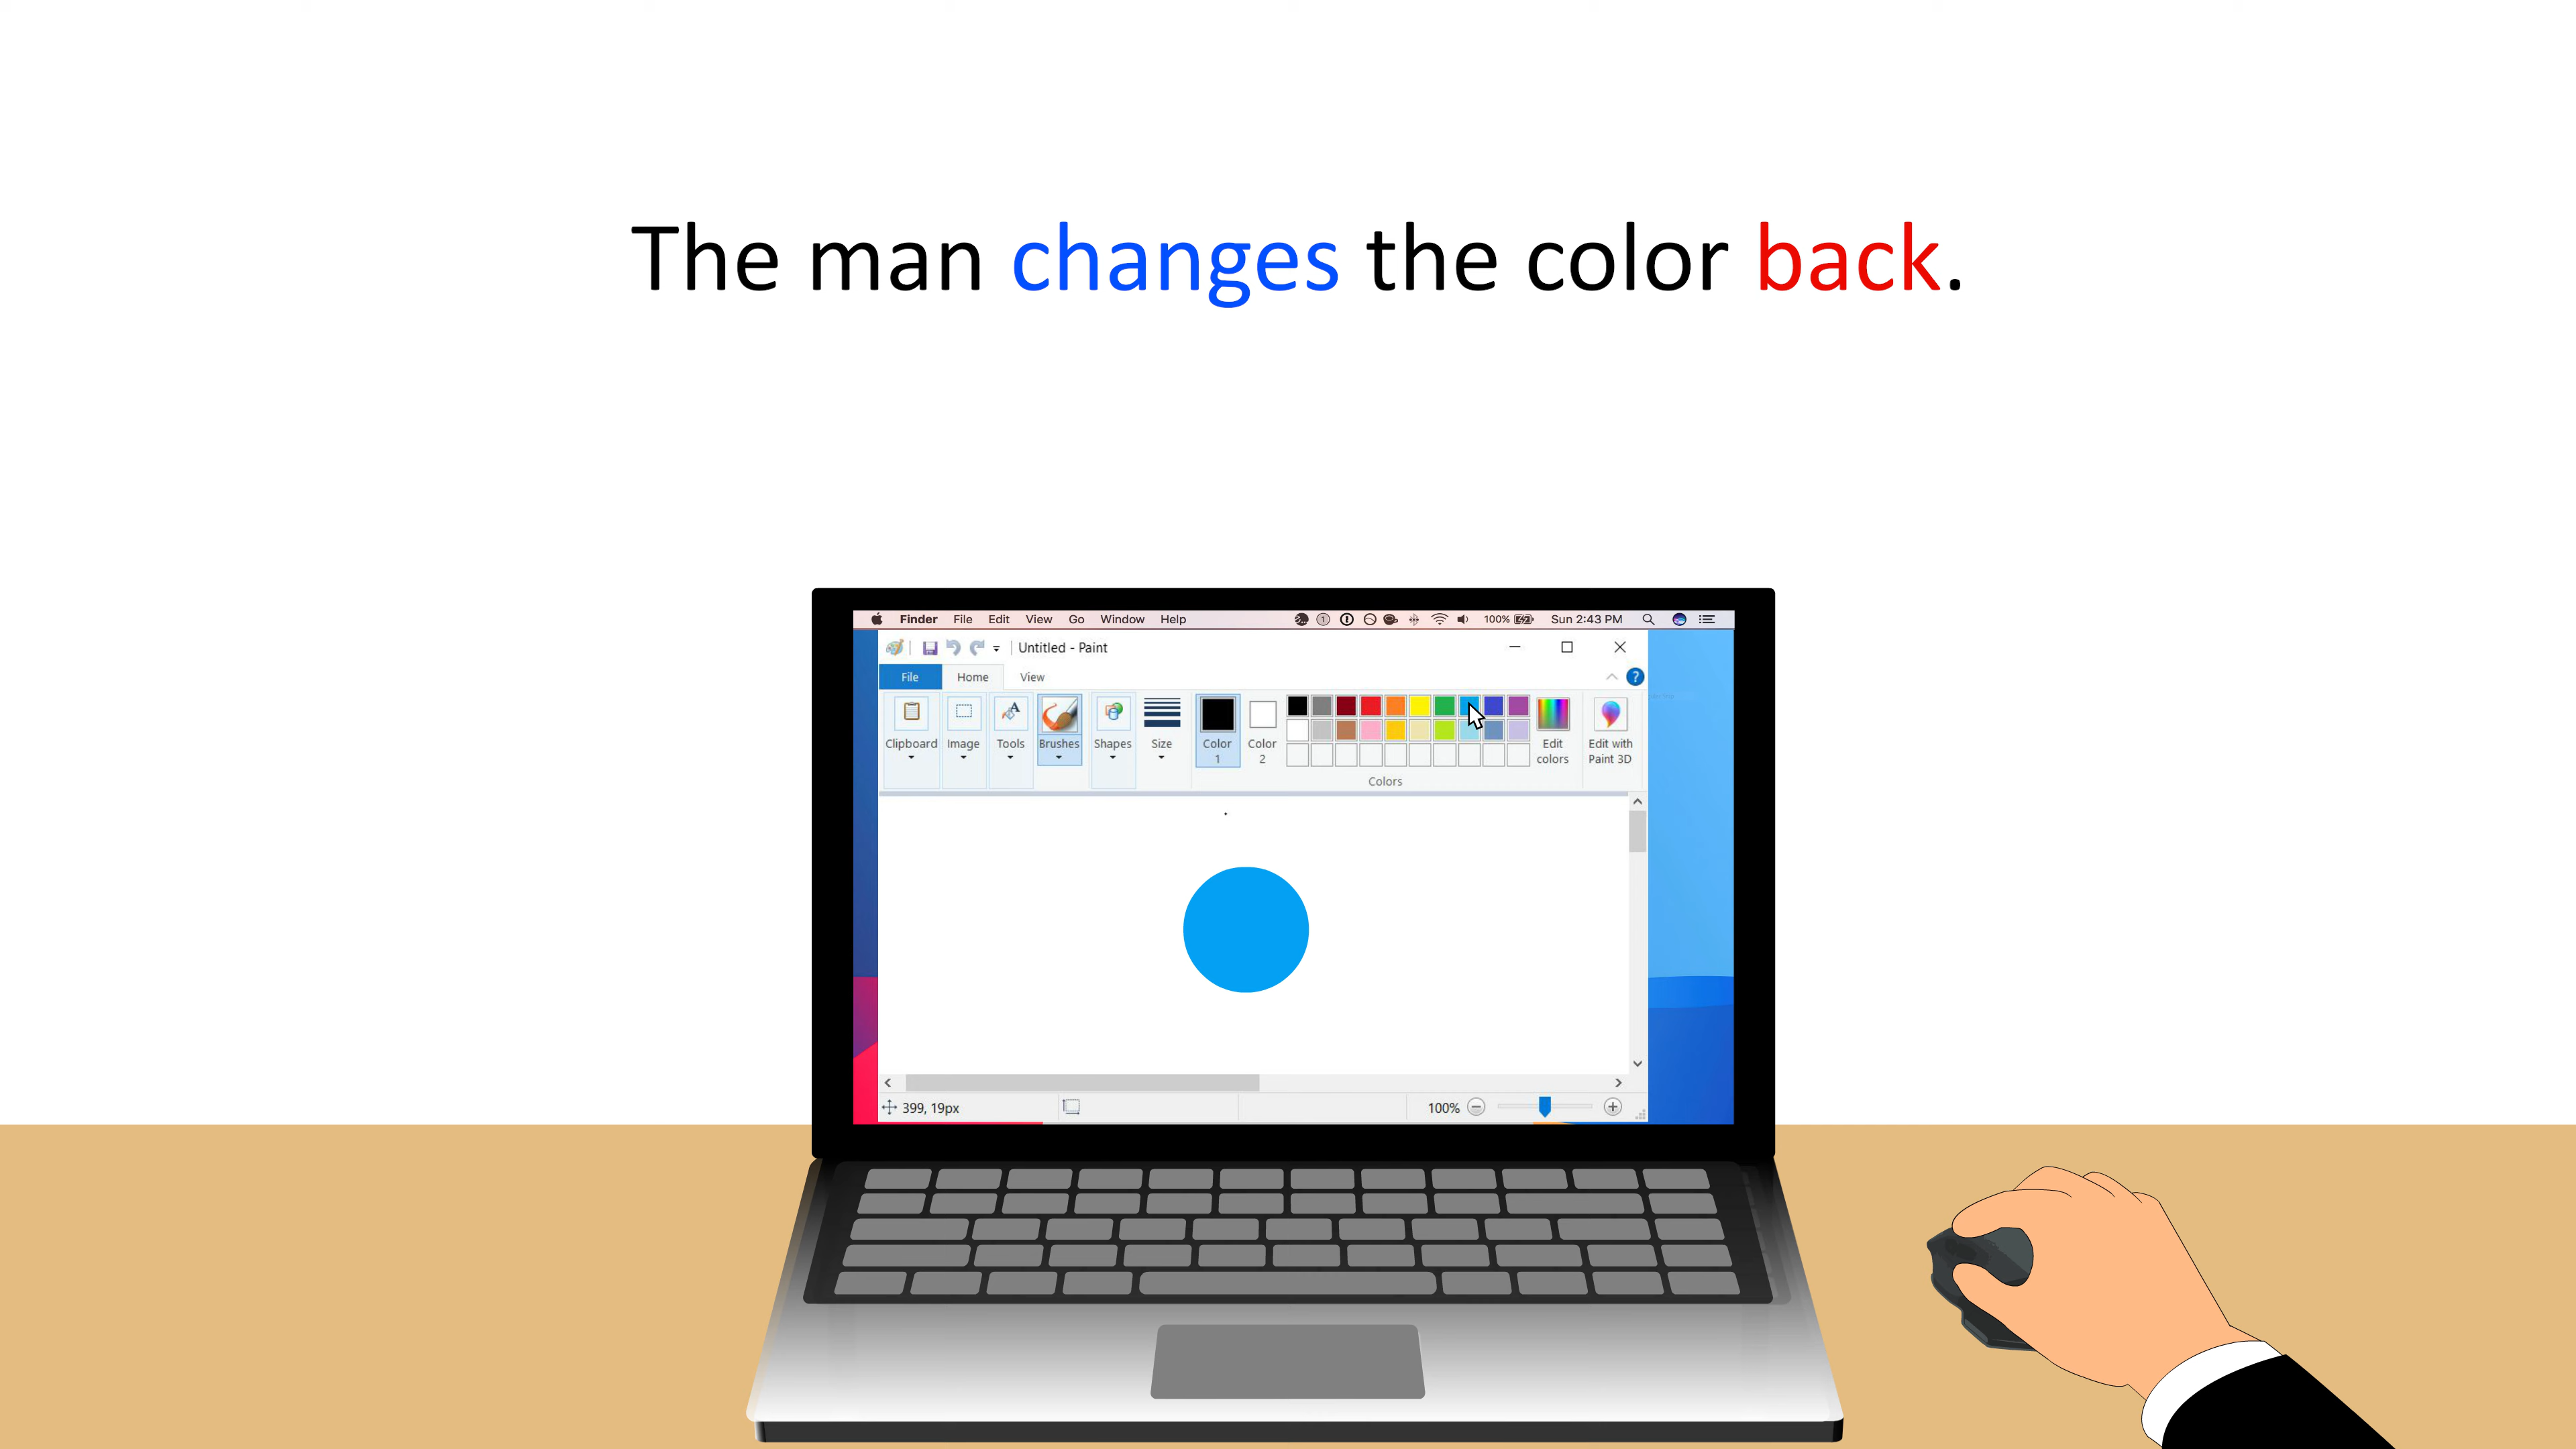 The man changes the color back.
Finder File Edit View Go Window Help 100% Sun 2:43 PM
Untitled - Paint
File Home View
Clipboard Image Tools Brushes Shapes Size Color 1 Color 2 Edit colors Edit with Paint 3D
Colors
399, 19px 100%